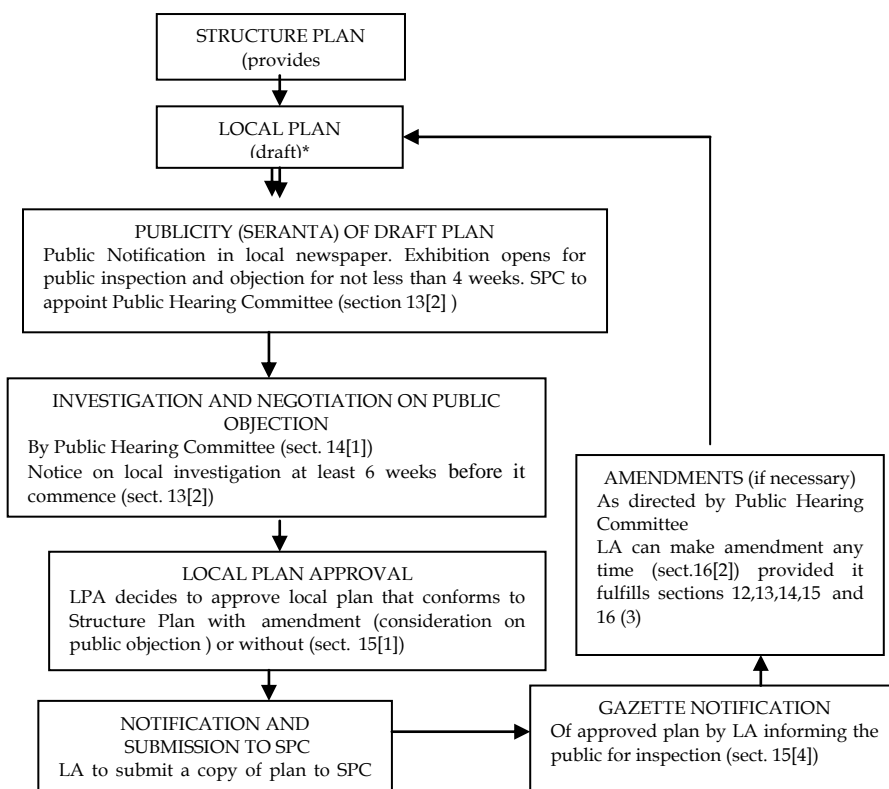 STRUCTURE PLAN
(provides
LOCAL PLAN
(draft)*
PUBLICITY (SERANTA) OF DRAFT PLAN
Public Notification in local newspaper. Exhibition opens for
public inspection and objection for not less than 4 weeks. SPC to
appoint Public Hearing Committee (section 13[2] )
INVESTIGATION AND NEGOTIATION ON PUBLIC
OBJECTION
By Public Hearing Committee (sect. 14[1])
Notice on local investigation at least 6 weeks before it
commence (sect. 13[2])
LOCAL PLAN APPROVAL
LPA decides to approve local plan that conforms to
Structure Plan with amendment (consideration on
public objection ) or without (sect. 15[1])
NOTIFICATION AND
SUBMISSION TO SPC
LA to submit a copy of plan to SPC
GAZETTE NOTIFICATION
Of approved plan by LA informing the
public for inspection (sect. 15[4])
AMENDMENTS (if necessary)
As directed by Public Hearing
Committee
LA can make amendment any
time (sect.16[2]) provided it
fulfills sections 12,13,14,15 and
16 (3)